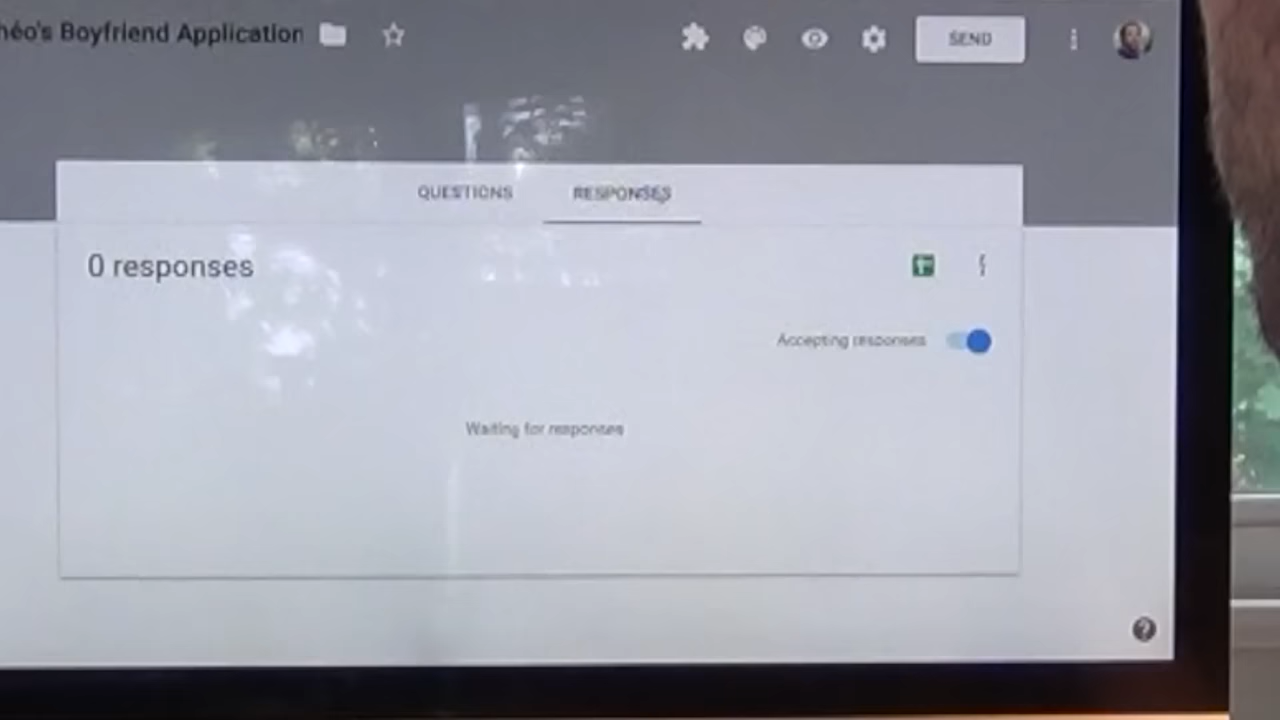 héo's Boyfriend Application
SEND
QUESTIONS
RESPONSES
0 responses
Accepting responses
Waiting for responses